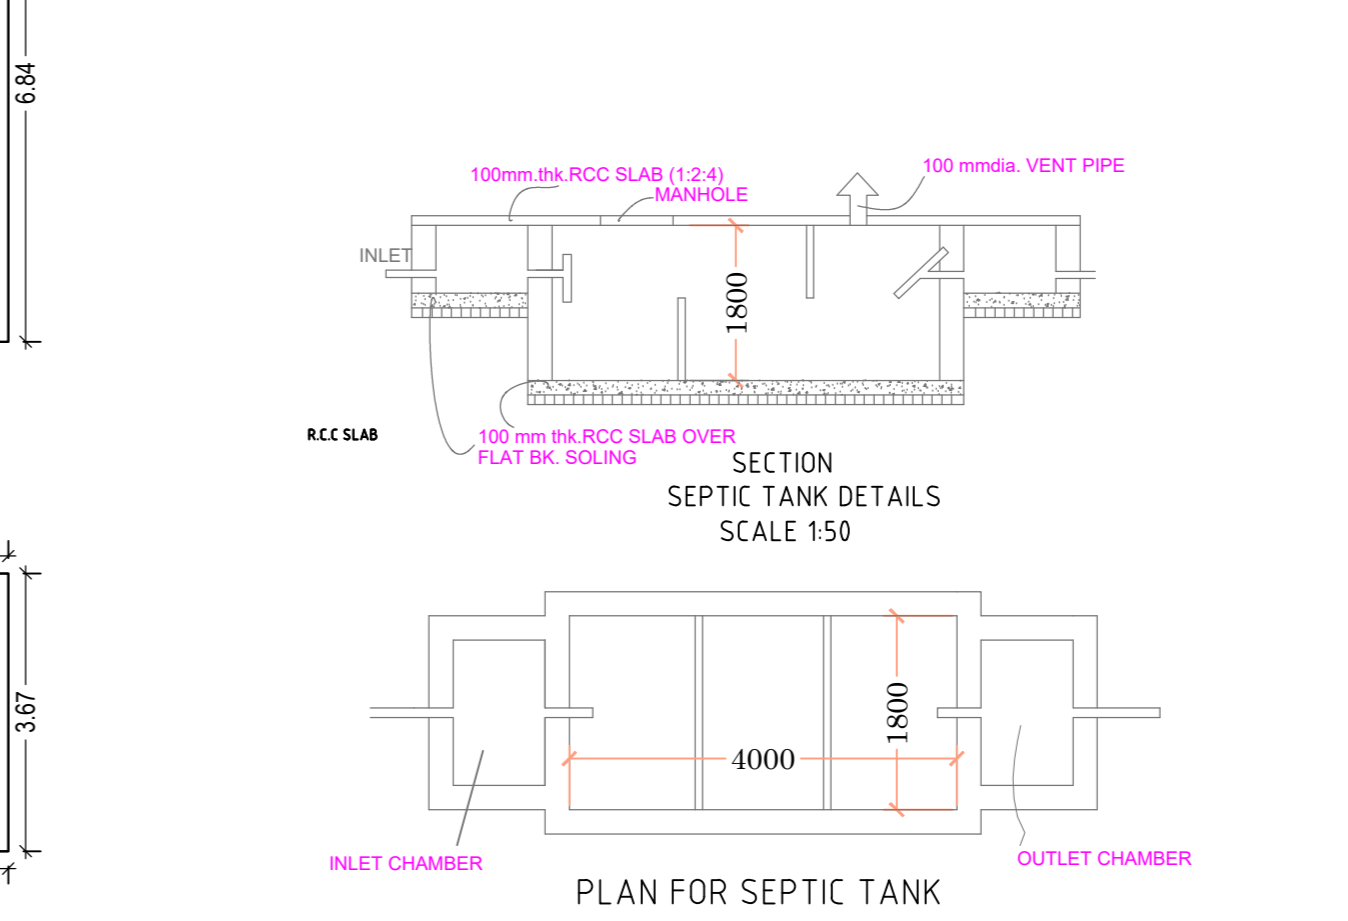 6.84
100mm.thk.RCC SLAB (1:2:4)
MANHOLE
100 mmdia. VENT PIPE
INLET
1800
R.C.C SLAB
100 mm thk.RCC SLAB OVER
FLAT BK. SOLING
SECTION
SEPTIC TANK DETAILS
SCALE 1:50
3.67
1800
4000
INLET CHAMBER
OUTLET CHAMBER
PLAN FOR SEPTIC TANK